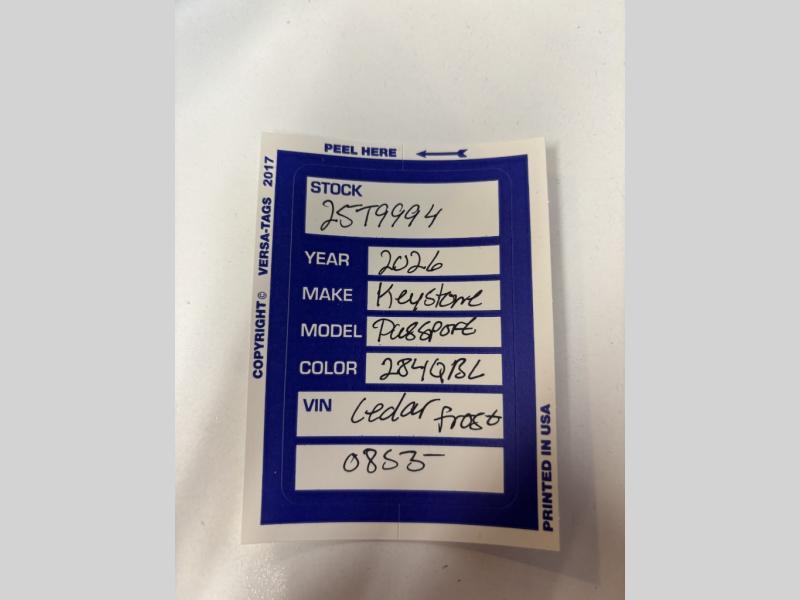 PEEL HERE
COPYRIGHT © VERSA-TAGS 2017
STOCK
25T9994
YEAR 2026
MAKE Keystone
MODEL Passport
COLOR 284QBL
VIN Cedar frost
PRINTED IN USA